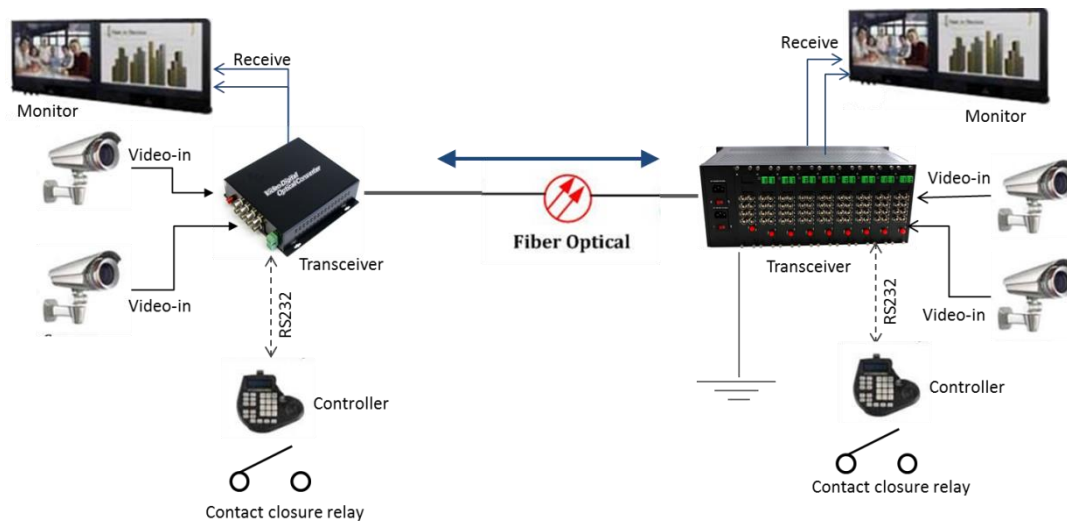 Receive
Receive
Monitor
Monitor
Video-in
Video-in
Video-in
Video-in
Transceiver
Transceiver
Fiber Optical
RS232
RS232
Controller
Controller
Contact closure relay
Contact closure relay